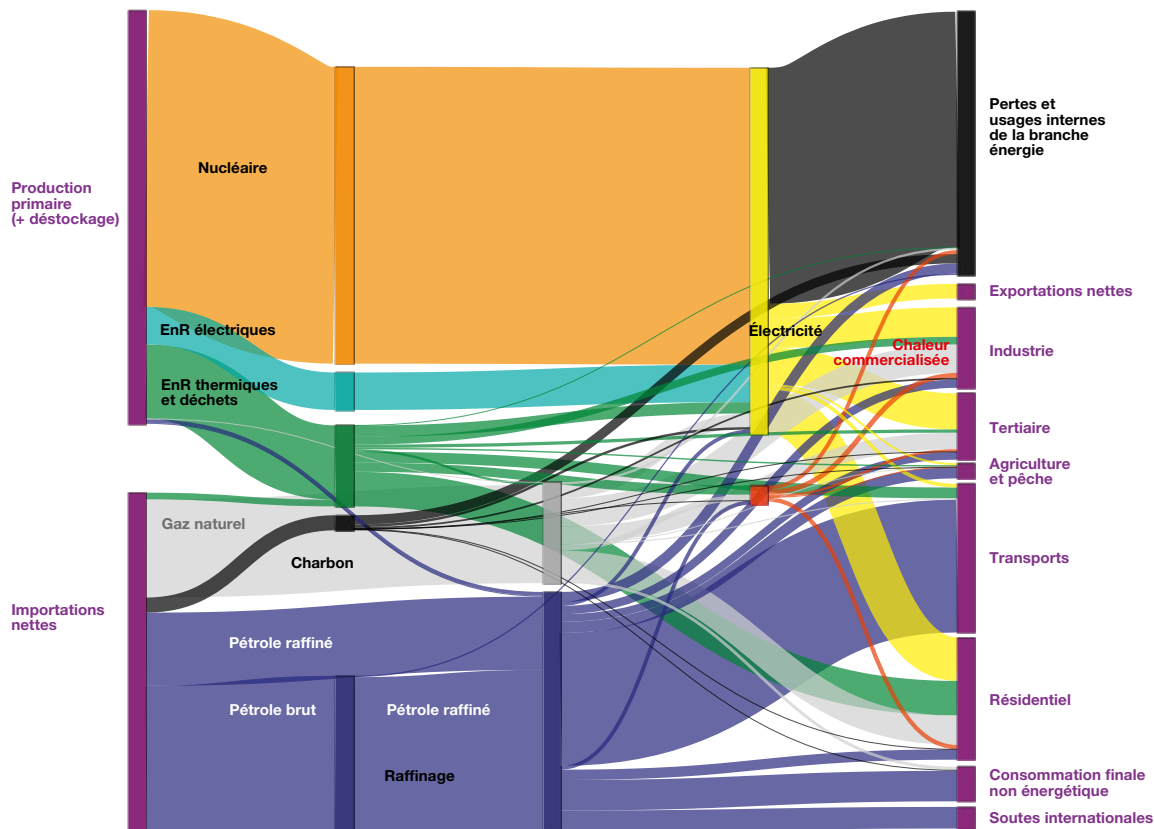 Production
primaire
(+ déstockage)
Importations
nettes
Nucléaire
EnR électriques
EnR thermiques
et déchets
Gaz naturel
Charbon
Pétrole raffiné
Pétrole brut
Pétrole raffiné
Raffinage
Électricité
Chaleur
commercialisée
Pertes et
usages internes
de la branche
énergie
Exportations nettes
Industrie
Tertiaire
Agriculture
et pêche
Transports
Résidentiel
Consommation finale
non énergétique
Soutes internationales